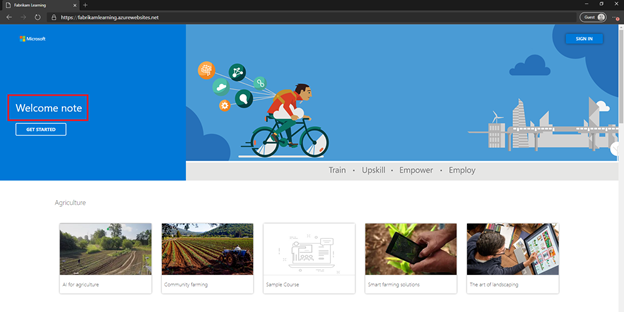 Fabrikam Learning
https://fabrikamlearning.azurewebsites.net
Guest
Microsoft
SIGN IN
Welcome note
GET STARTED
Train • Upskill • Empower • Employ
Agriculture
AI for agriculture
Community farming
Sample Course
Smart farming solutions
The art of landscaping